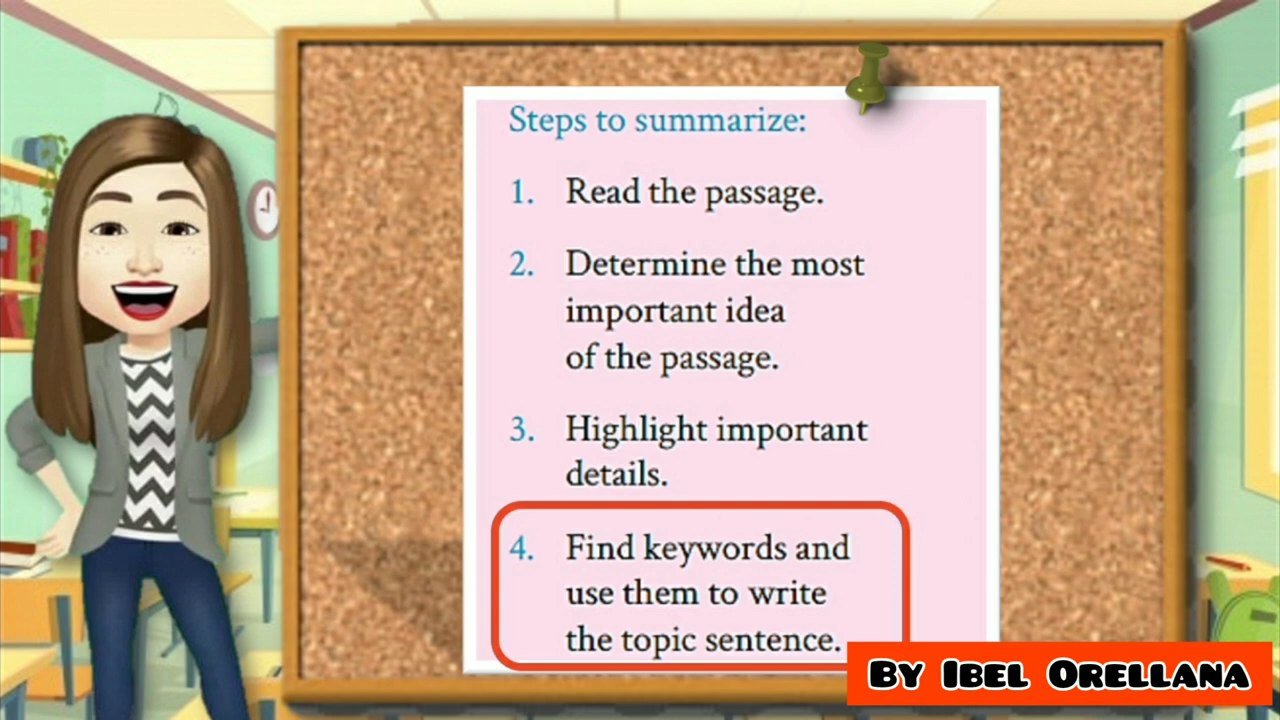 Steps to summarize:
1. Read the passage.
2. Determine the most
important idea
of the passage.
3. Highlight important
details.
4. Find keywords and
use them to write
the topic sentence.
By Ibel Orellana